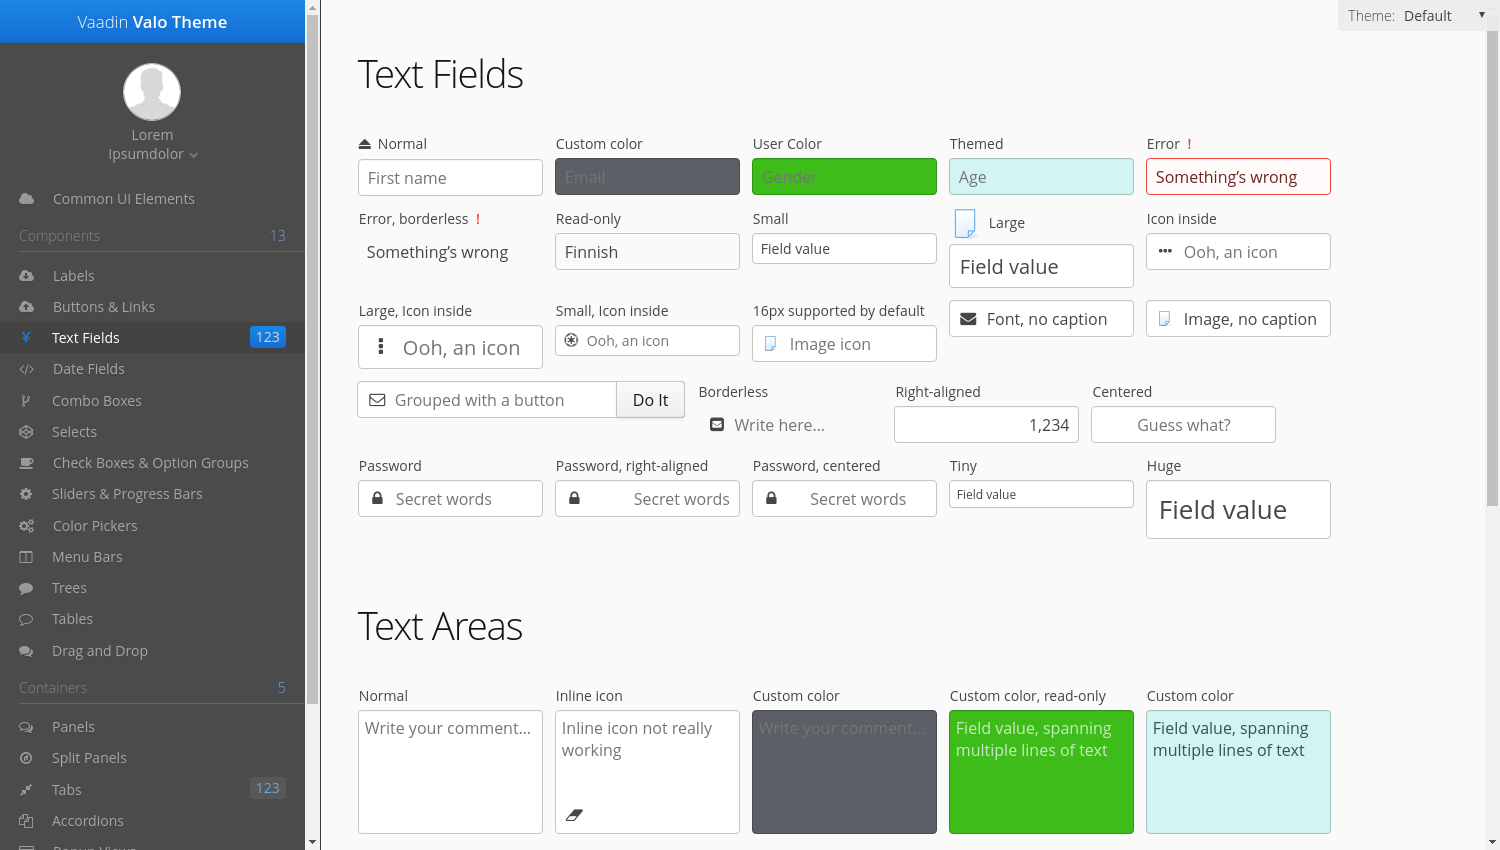 Vaadin Valo Theme
Lorem
Ipsumdolor
Common UI Elements
Components 13
Labels
Buttons & Links
Text Fields 123
Date Fields
Combo Boxes
Selects
Check Boxes & Option Groups
Sliders & Progress Bars
Color Pickers
Menu Bars
Trees
Tables
Drag and Drop
Containers 5
Panels
Split Panels
Tabs 123
Accordions
Popup Views
Theme: Default
Text Fields
Normal Custom color User Color Themed Error !
First name Email Gender Age Something's wrong
Error, borderless ! Read-only Small Large Icon inside
Something's wrong Finnish Field value Field value Ooh, an icon
Large, Icon inside Small, Icon inside 16px supported by default Font, no caption Image, no caption
Ooh, an icon Ooh, an icon Image icon
Grouped with a button Do It Borderless Right-aligned Centered
Write here... 1,234 Guess what?
Password Password, right-aligned Password, centered Tiny Huge
Secret words Secret words Secret words Field value Field value
Text Areas
Normal Inline icon Custom color Custom color, read-only Custom color
Write your comment... Inline icon not really Write your comment... Field value, spanning Field value, spanning
working multiple lines of text multiple lines of text